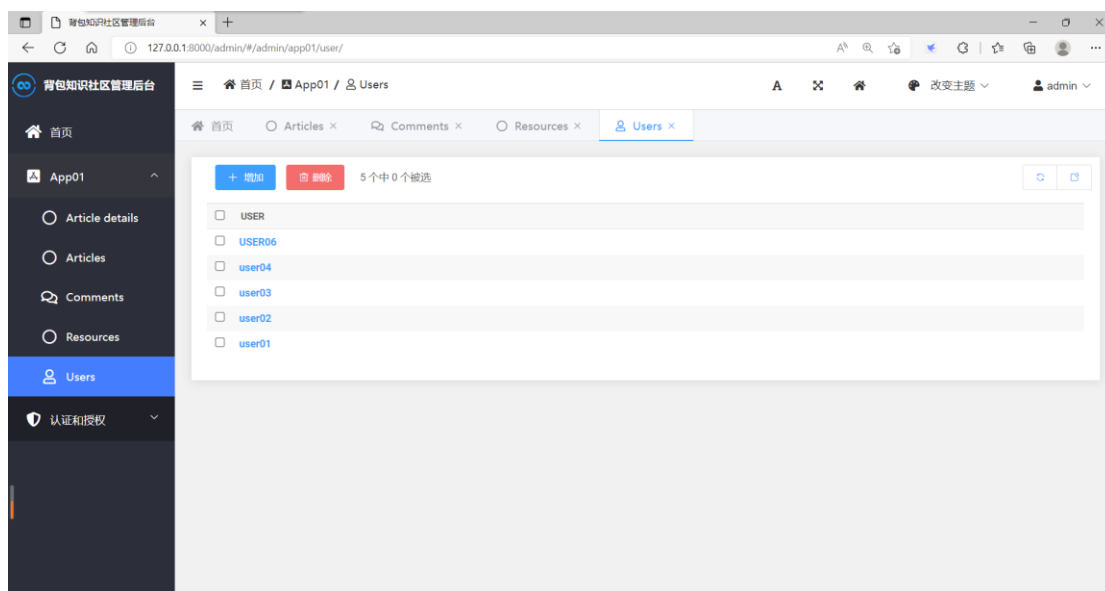 背包知识社区管理后台
127.0.0.1:8000/admin/#/admin/app01/user/
背包知识社区管理后台
首页 / App01 / Users
A
改变主题
admin
首页
Articles
Comments
Resources
Users
首页
App01
Article details
Articles
Comments
Resources
Users
认证和授权
+ 增加
删除
5 个中 0 个被选
USER
USER06
user04
user03
user02
user01